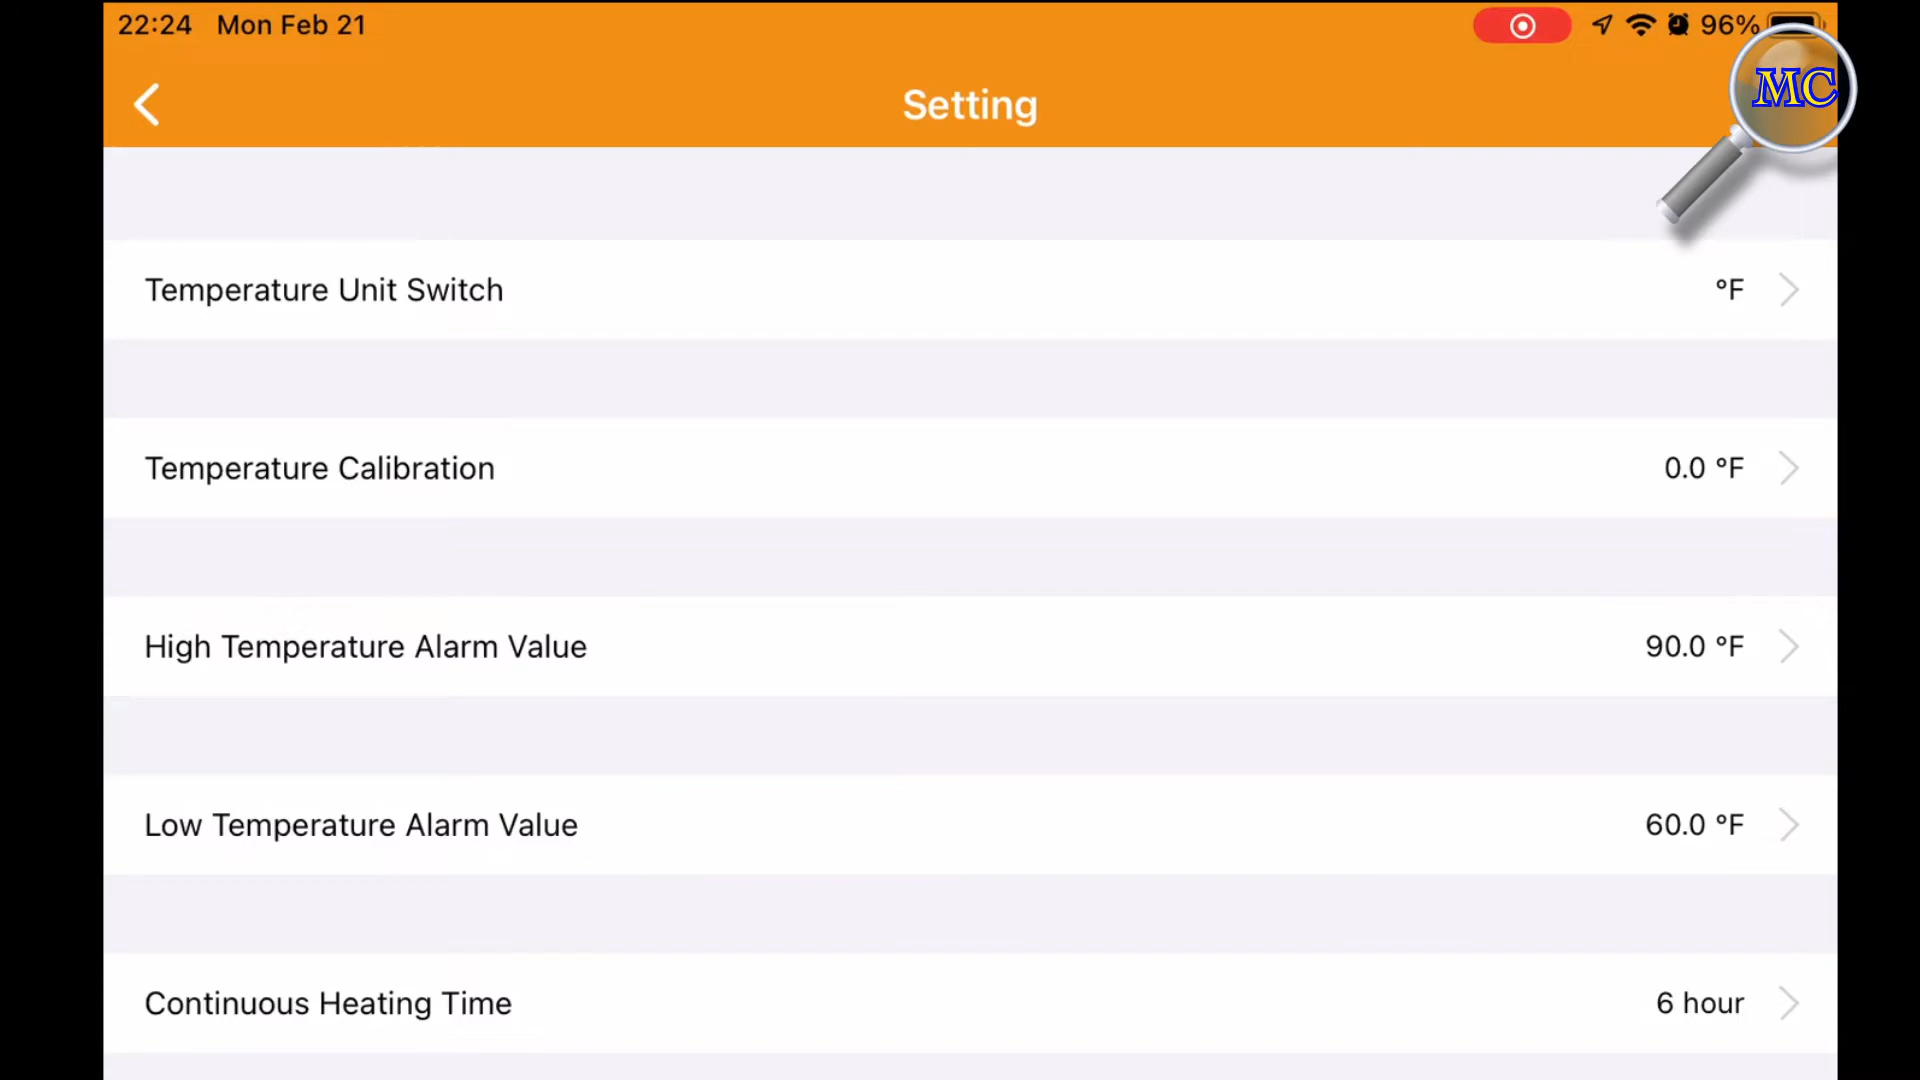 22:24 Mon Feb 21 96%
MC
Setting
Temperature Unit Switch °F
Temperature Calibration 0.0 °F
High Temperature Alarm Value 90.0 °F
Low Temperature Alarm Value 60.0 °F
Continuous Heating Time 6 hour